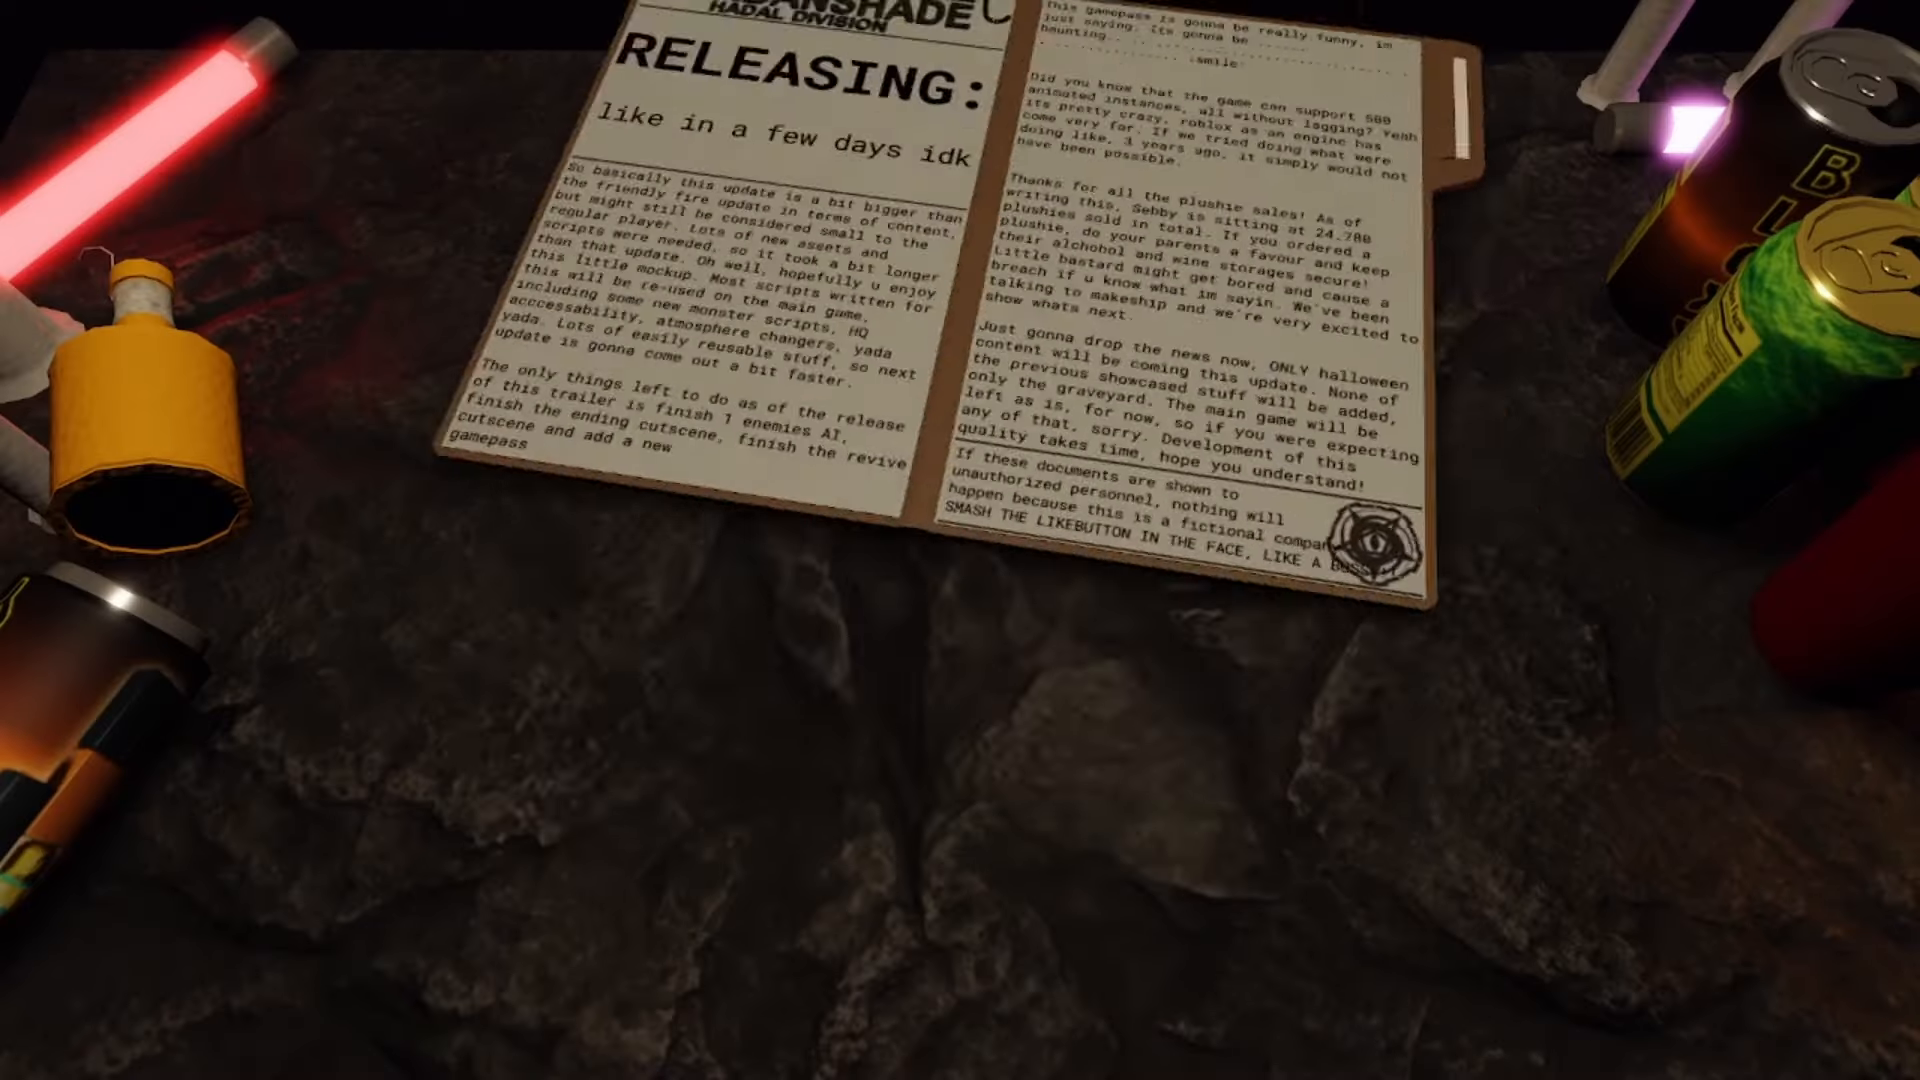 HADAL DIVISION
RELEASING:
like in a few days idk
So basically this update is a bit bigger than
the friendly fire update in terms of content,
but might still be considered small to the
regular player. Lots of new assets and
scripts were needed, so it took a bit longer
than that update. Oh well, hopefully u enjoy
this little mockup. Most scripts written for
this will be re-used on the main game,
including some new monster scripts, HQ
acccessability, atmosphere changers, yada
yada. Lots of easily reusable stuff, so next
update is gonna come out a bit faster.
The only things left to do as of the release
of this trailer is finish 1 enemies AI,
finish the ending cutscene, finish the revive
cutscene and add a new
gamepass
This gamepass is gonna be really funny, im
just saying. Its gonna be
haunting.
:smile:
Did you know that the game can support 500
animated instances, all without lagging? Yeah
its pretty crazy, roblox as an engine has
come very far. If we tried doing what were
doing like, 3 years ago, it simply would not
have been possible.
Thanks for all the plushie sales! As of
writing this, Sebby is sitting at 24.780
plushies sold in total. If you ordered a
plushie, do your parents a favour and keep
their alchohol and wine storages secure!
Little bastard might get bored and cause a
breach if u know what im sayin. We've been
talking to makeship and we're very excited to
show whats next.
Just gonna drop the news now, ONLY halloween
content will be coming this update. None of
the previous showcased stuff will be added,
only the graveyard. The main game will be
left as is, for now, so if you were expecting
any of that, sorry. Development of this
quality takes time, hope you understand!
If these documents are shown to
unauthorized personnel, nothing will
happen because this is a fictional
SMASH THE LIKEBUTTON IN THE FACE, LIKE A